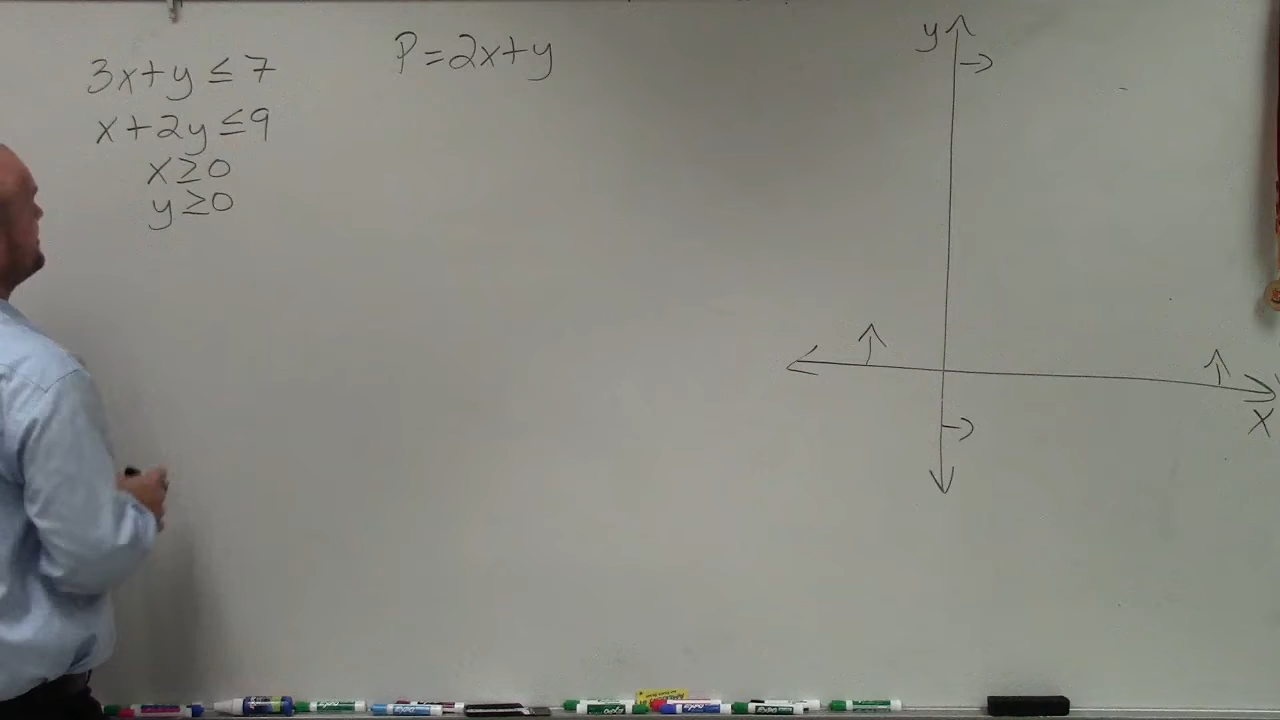 3x+y ≤ 7
x+2y ≤ 9
x ≥ 0
y ≥ 0
P=2x+y
y
x